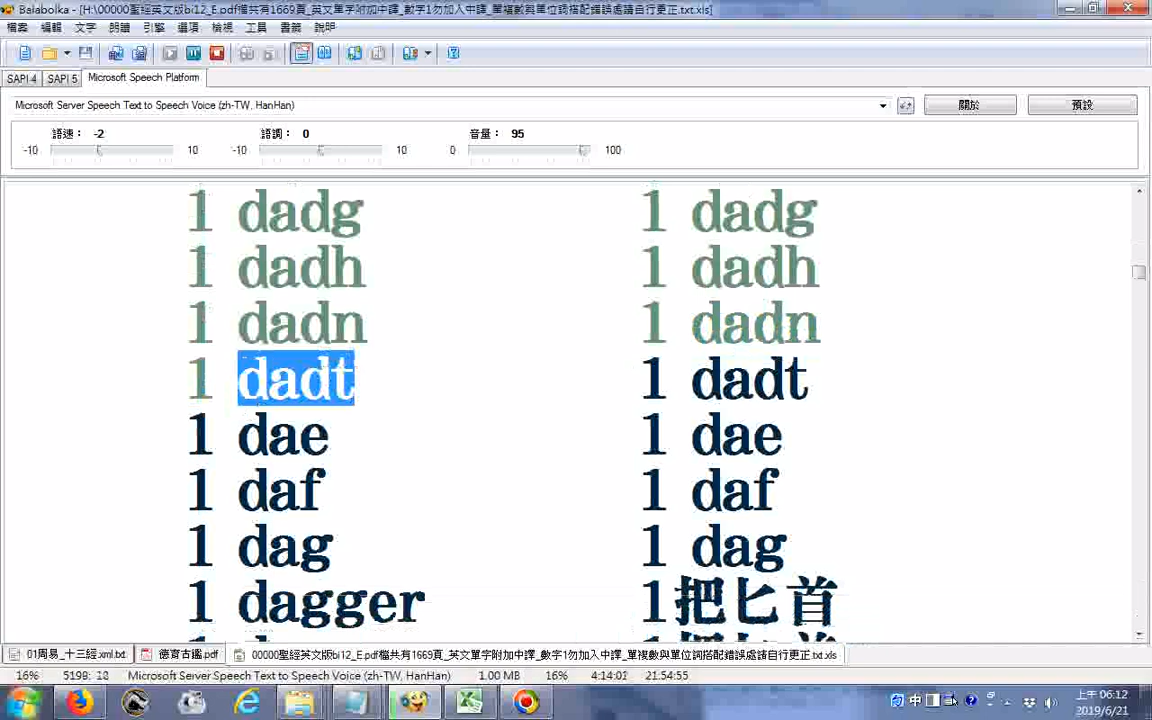 Balabolka - [H:\00000聖經英文版bi12_E.pdf檔共有1669頁_英文單字附加中譯_數字1勿加入中譯_單複數與單位詞搭配錯誤處請自行更正.txt.xls]
檔案 編輯 文字 朗讀 引擎 選項 檢視 工具 書籤 說明
SAPI 4 SAPI 5 Microsoft Speech Platform
Microsoft Server Speech Text to Speech Voice (zh-TW, HanHan) 關於 預設
語速： -2 語調： 0 音量： 95
-10 10 -10 10 0 100
1 dadg 1 dadg
1 dadh 1 dadh
1 dadn 1 dadn
1 dadt 1 dadt
1 dae 1 dae
1 daf 1 daf
1 dag 1 dag
1 dagger 1把匕首
01周易_十三經.xml.txt 德育古鑑.pdf 00000聖經英文版bi12_E.pdf檔共有1669頁_英文單字附加中譯_數字1勿加入中譯_單複數與單位詞搭配錯誤處請自行更正.txt.xls
16% 5198: 18 Microsoft Server Speech Text to Speech Voice (zh-TW, HanHan) 1.00 MB 16% 4:14:02 21:54:55
中 上午 06:12
2019/6/21